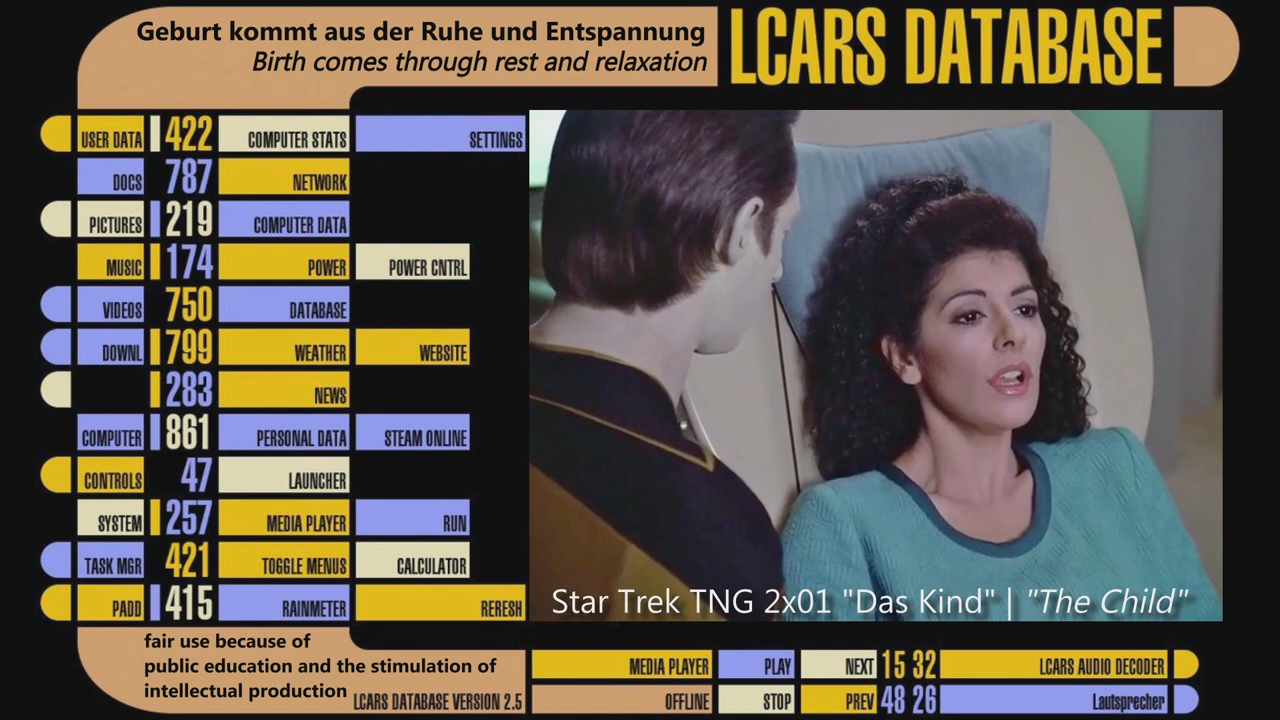 Geburt kommt aus der Ruhe und Entspannung
Birth comes through rest and relaxation
LCARS DATABASE
USER DATA 422 COMPUTER STATS SETTINGS
DOCS 787 NETWORK
PICTURES 219 COMPUTER DATA
MUSIC 174 POWER POWER CNTRL
VIDEOS 750 DATABASE
DOWNL 799 WEATHER WEBSITE
283 NEWS
COMPUTER 861 PERSONAL DATA STEAM ONLINE
CONTROLS 47 LAUNCHER
SYSTEM 257 MEDIA PLAYER RUN
TASK MGR 421 TOGGLE MENUS CALCULATOR
PADD 415 RAINMETER RERESH
Star Trek TNG 2x01 "Das Kind" | "The Child"
fair use because of
public education and the stimulation of
intellectual production
LCARS DATABASE VERSION 2.5
MEDIA PLAYER PLAY NEXT 15 32 LCARS AUDIO DECODER
OFFLINE STOP PREV 48 26 Lautsprecher